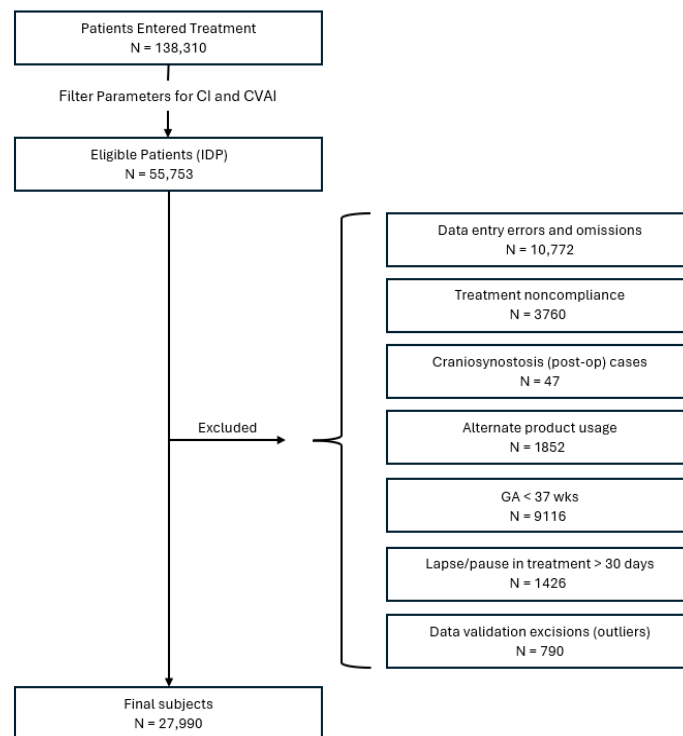 Patients Entered Treatment
N = 138,310
Filter Parameters for CI and CVAI
Eligible Patients (IDP)
N = 55,753
Data entry errors and omissions
N = 10,772
Treatment noncompliance
N = 3760
Craniosynostosis (post-op) cases
N = 47
Excluded
Alternate product usage
N = 1852
GA < 37 wks
N = 9116
Lapse/pause in treatment > 30 days
N = 1426
Data validation excisions (outliers)
N = 790
Final subjects
N = 27,990